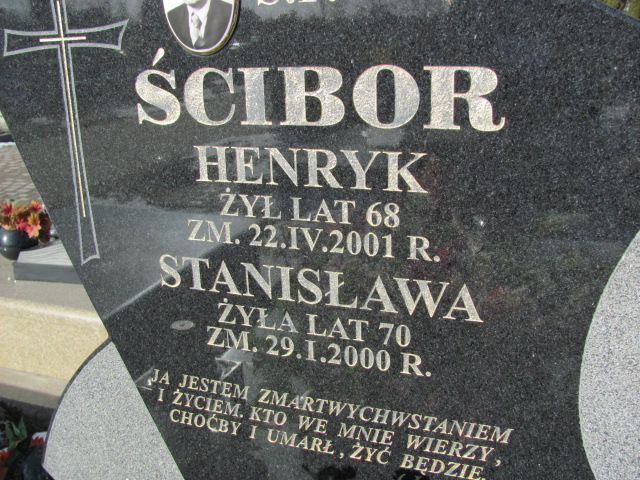 ŚCIBOR
HENRYK
ŻYŁ LAT 68
ZM. 22.IV.2001 R.
STANISŁAWA
ŻYŁA LAT 70
ZM. 29.I.2000 R.
JA JESTEM ZMARTWYCHWSTANIEM
I ŻYCIEM. KTO WE MNIE WIERZY,
CHOĆBY I UMARŁ, ŻYĆ BĘDZIE.